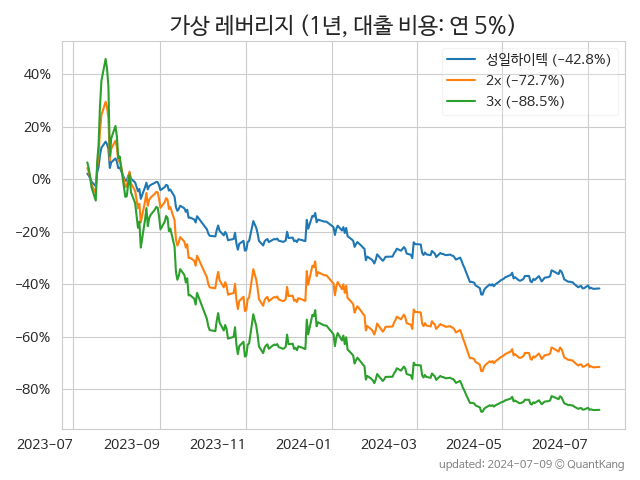 가상 레버리지 (1년, 대출 비용: 연 5%)
성일하이텍 (−42.8%)
2x (−72.7%)
3x (−88.5%)
40%
20%
0%
−20%
−40%
−60%
−80%
2023-07 2023-09 2023-11 2024-01 2024-03 2024-05 2024-07
updated: 2024-07-09 ⓒ QuantKang